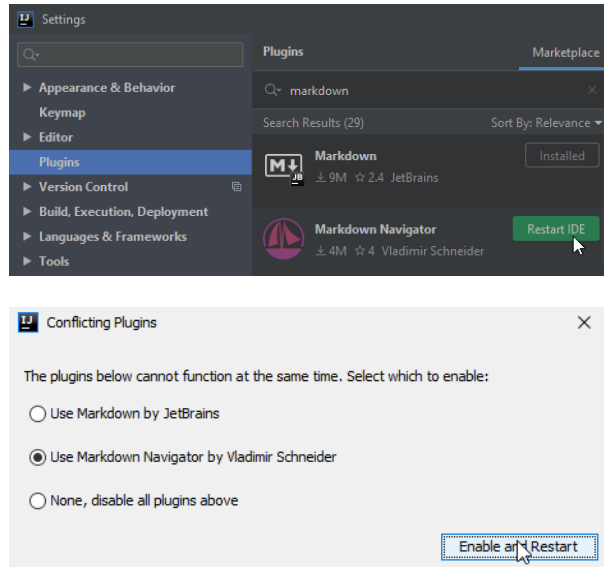 Settings
Plugins
Marketplace
Appearance & Behavior
Keymap
Editor
Plugins
Version Control
Build, Execution, Deployment
Languages & Frameworks
Tools
markdown
Search Results (29)
Sort By: Relevance
Markdown
9M 2.4 JetBrains
Installed
Markdown Navigator
4M 4 Vladimir Schneider
Restart IDE
Conflicting Plugins
The plugins below cannot function at the same time. Select which to enable:
Use Markdown by JetBrains
Use Markdown Navigator by Vladimir Schneider
None, disable all plugins above
Enable and Restart